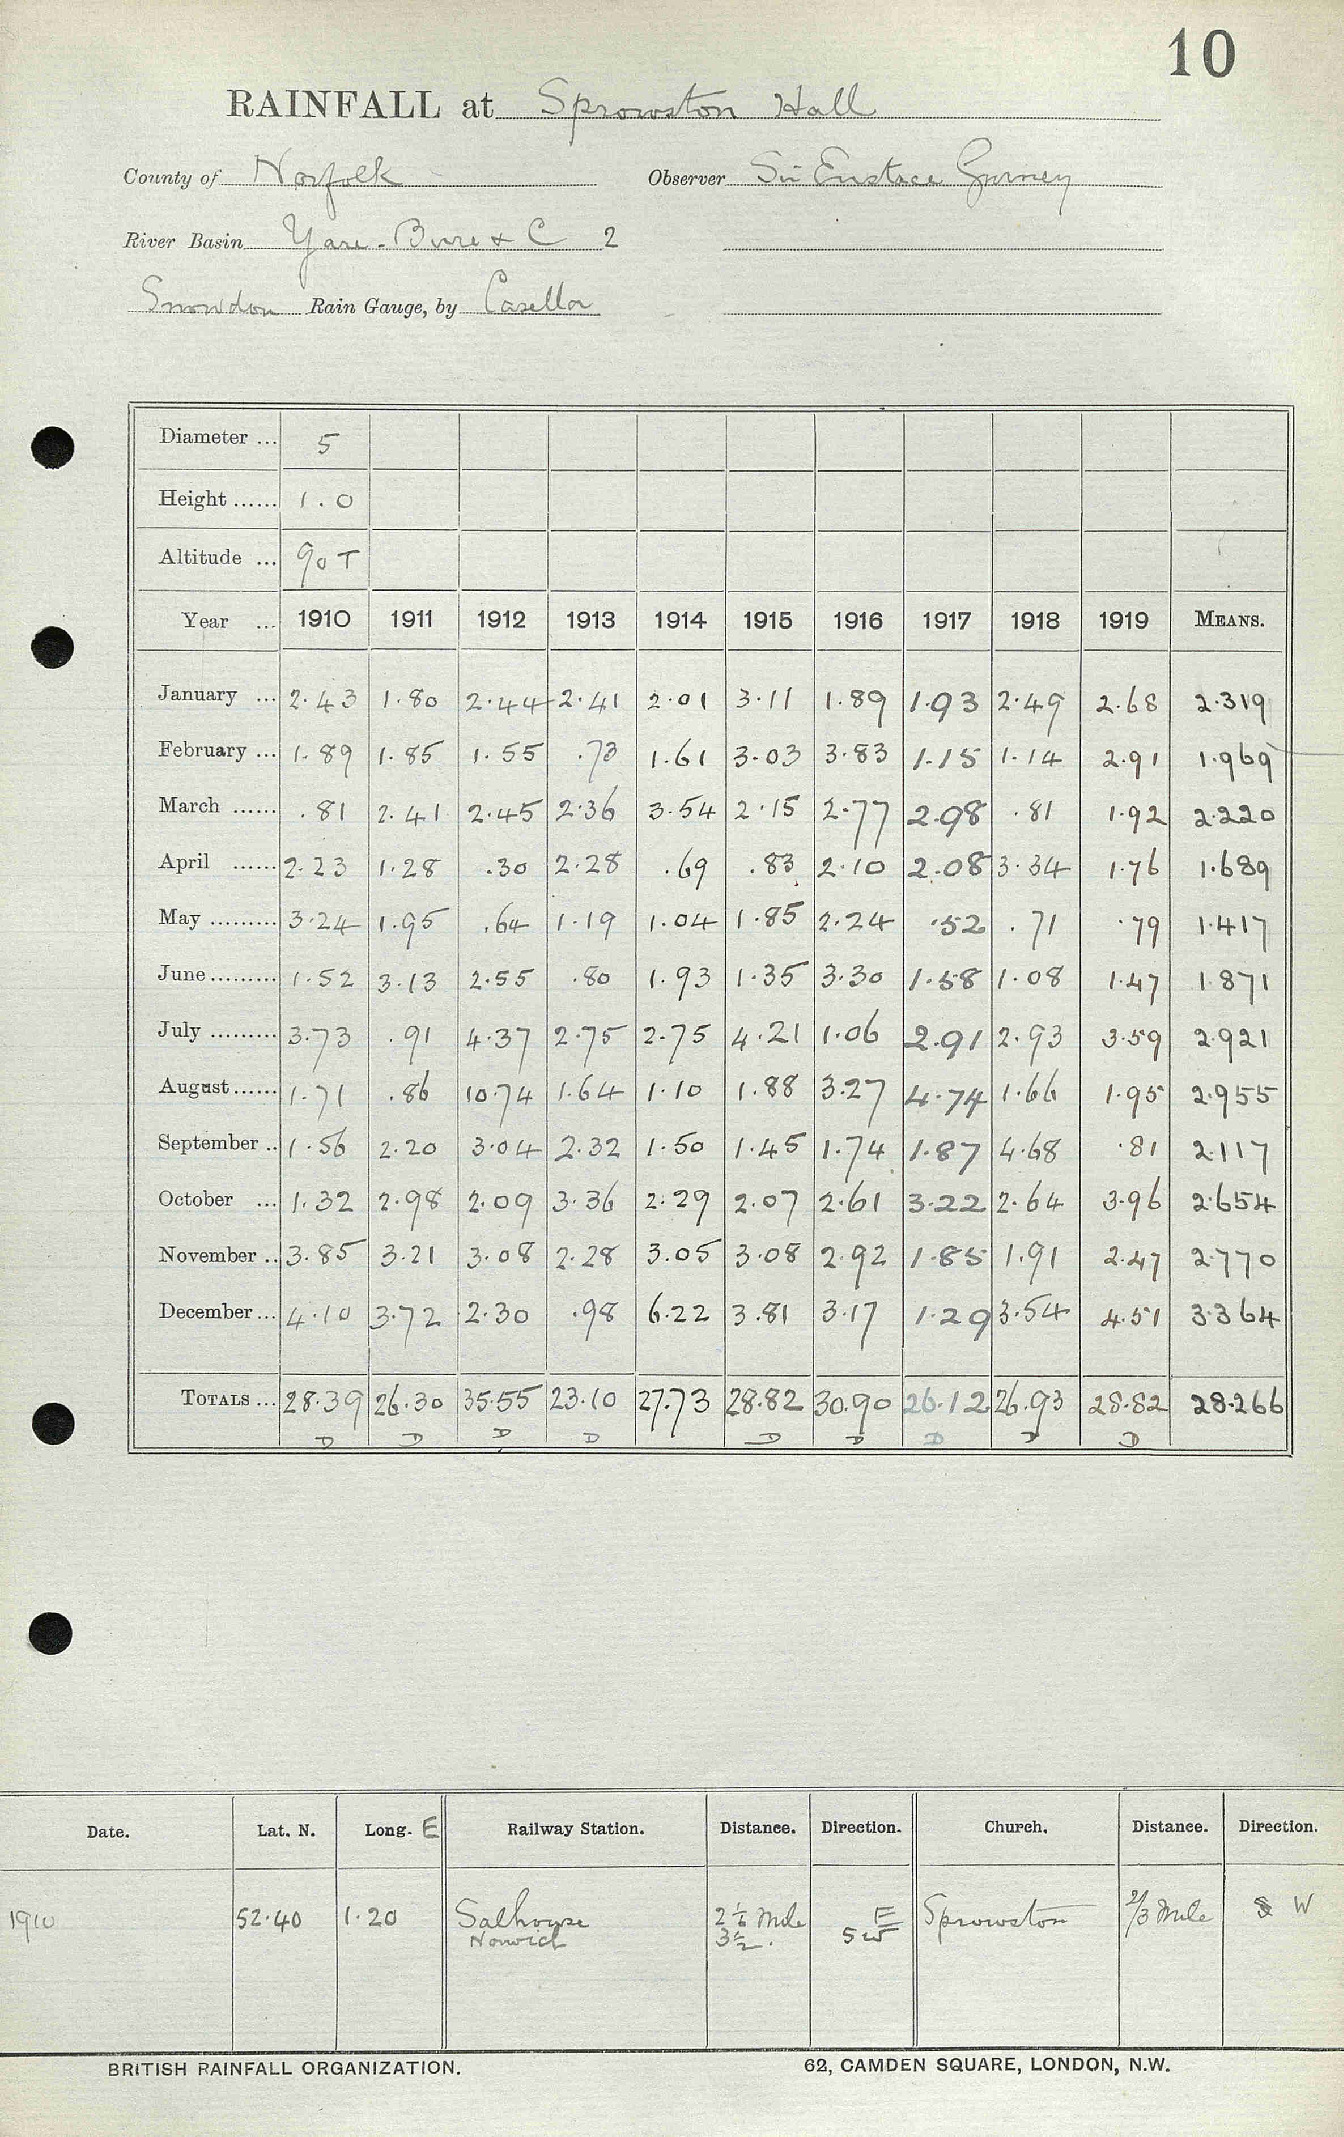 10
RAINFALL at Sprowston Hall
County of Norfolk Observer Sir Eustace Gurney
River Basin Yare-Bure & C 2
Snowdon Rain Gauge, by Casella
Diameter ... 5
Height ...... 1.0
Altitude ... 90 T
Year ... 1910 1911 1912 1913 1914 1915 1916 1917 1918 1919 MEANS.
January ... 2.43 1.80 2.44 2.41 2.01 3.11 1.89 1.93 2.49 2.68 2.319
February ... 1.89 1.85 1.55 .73 1.61 3.03 3.83 1.15 1.14 2.91 1.969
March ...... .81 2.41 2.45 2.36 3.54 2.15 2.77 2.98 .81 1.92 2.220
April ...... 2.23 1.28 .30 2.28 .69 .83 2.10 2.08 3.34 1.76 1.689
May ......... 3.24 1.95 .64 1.19 1.04 1.85 2.24 .52 .71 .79 1.417
June ......... 1.52 3.13 2.55 .80 1.93 1.35 3.30 1.58 1.08 1.47 1.871
July ......... 3.73 .91 4.37 2.75 2.75 4.21 1.06 2.91 2.93 3.59 2.921
August ...... 1.71 .86 10.74 1.64 1.10 1.88 3.27 4.74 1.66 1.95 2.955
September .. 1.56 2.20 3.04 2.32 1.50 1.45 1.74 1.87 4.68 .81 2.117
October ... 1.32 2.98 2.09 3.36 2.29 2.07 2.61 3.22 2.64 3.96 2.654
November .. 3.85 3.21 3.08 2.28 3.05 3.08 2.92 1.85 1.91 2.47 2.770
December ... 4.10 3.72 2.30 .98 6.22 3.81 3.17 1.29 3.54 4.51 3.364
TOTALS ... 28.39 26.30 35.55 23.10 27.73 28.82 30.90 26.12 26.93 28.82 28.266
D D D D D D D D D
Date. Lat. N. Long. E Railway Station. Distance. Direction. Church. Distance. Direction.
1910 52.40 1.20 Salhouse Mile E Sprowston 2/3 Mile W
Norwich 3½ SW
BRITISH RAINFALL ORGANIZATION. 62, CAMDEN SQUARE, LONDON, N.W.